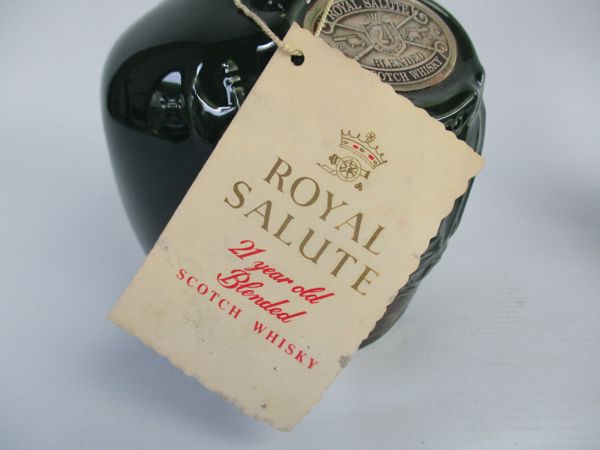 ROYAL SALUTE
BLENDED
SCOTCH WHISKY
ROYAL
SALUTE
21 year old
Blended
SCOTCH WHISKY